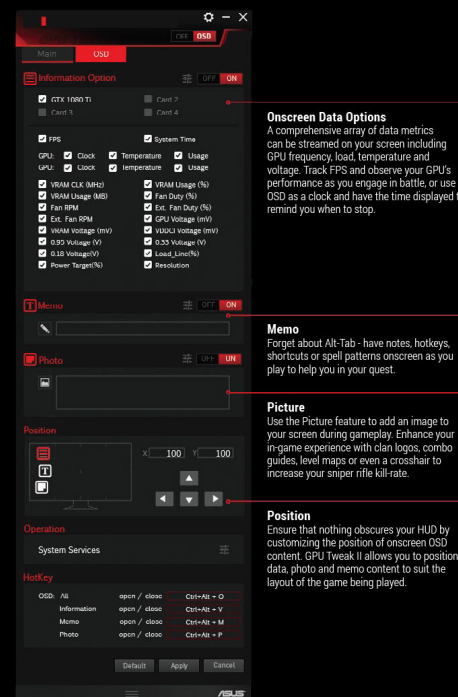 OFF OSD
Main OSD
Information Option OFF ON
GTX 1080 Ti Card 2
Card 3 Card 4
FPS System Time
GPU: Clock Temperature Usage
GPU: Clock Temperature Usage
VRAM CLK (MHz) VRAM Usage (%)
VRAM Usage (MB) Fan Duty (%)
Fan RPM Ext. Fan Duty (%)
Ext. Fan RPM GPU Voltage (mV)
VRAM Voltage (mV) VDDCI Voltage (mV)
0.95 Voltage (V) 0.33 Voltage (V)
0.18 Voltage(V) Load_Line(%)
Power Target(%) Resolution
T Memo OFF ON
Photo OFF ON
Position
X 100 Y 100
T
Operation
System Services
HotKey
OSD: All open / close Ctrl+Alt + O
Information open / close Ctrl+Alt + V
Memo open / close Ctrl+Alt + M
Photo open / close Ctrl+Alt + P
Default Apply Cancel
ASUS
Onscreen Data Options
A comprehensive array of data metrics
can be streamed on your screen including
GPU frequency, load, temperature and
voltage. Track FPS and observe your GPU's
performance as you engage in battle, or use
OSD as a clock and have the time displayed
remind you when to stop.
Memo
Forget about Alt-Tab - have notes, hotkeys,
shortcuts or spell patterns onscreen as you
play to help you in your quest.
Picture
Use the Picture feature to add an image to
your screen during gameplay. Enhance your
in-game experience with clan logos, combo
guides, level maps or even a crosshair to
increase your sniper rifle kill-rate.
Position
Ensure that nothing obscures your HUD by
customizing the position of onscreen OSD
content. GPU Tweak II allows you to position
data, photo and memo content to suit the
layout of the game being played.